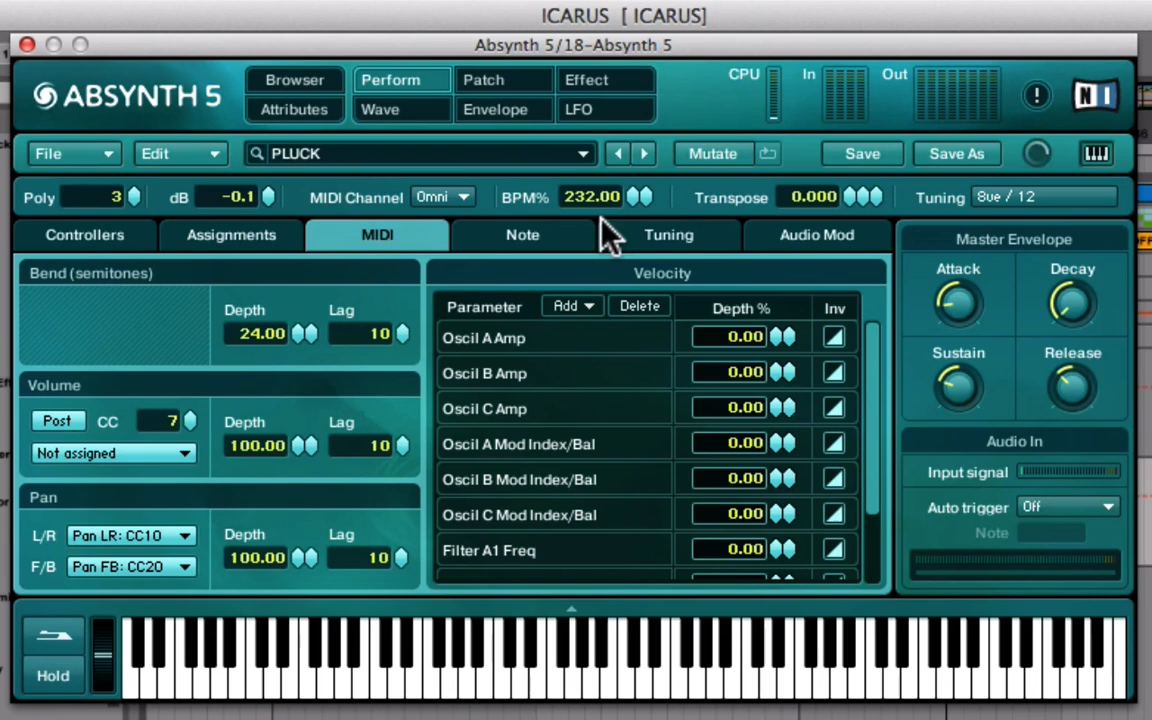 ICARUS [ ICARUS]
Absynth 5/18-Absynth 5
ABSYNTH 5
Browser Perform Patch Effect
Attributes Wave Envelope LFO
CPU In Out
! N I
File Edit PLUCK Mutate Save Save As
Poly 3 dB -0.1 MIDI Channel Omni BPM% 232.00 Transpose 0.000 Tuning 8ve / 12
Controllers Assignments MIDI Note Tuning Audio Mod
Master Envelope
Attack Decay
Sustain Release
Bend (semitones)
Depth Lag
24.00 10
Volume
Post CC 7
Not assigned
Depth Lag
100.00 10
Pan
L/R Pan LR: CC10
F/B Pan FB: CC20
Depth Lag
100.00 10
Velocity
Parameter Add Delete Depth % Inv
Oscil A Amp 0.00
Oscil B Amp 0.00
Oscil C Amp 0.00
Oscil A Mod Index/Bal 0.00
Oscil B Mod Index/Bal 0.00
Oscil C Mod Index/Bal 0.00
Filter A1 Freq 0.00
Audio In
Input signal
Auto trigger Off
Note
Hold